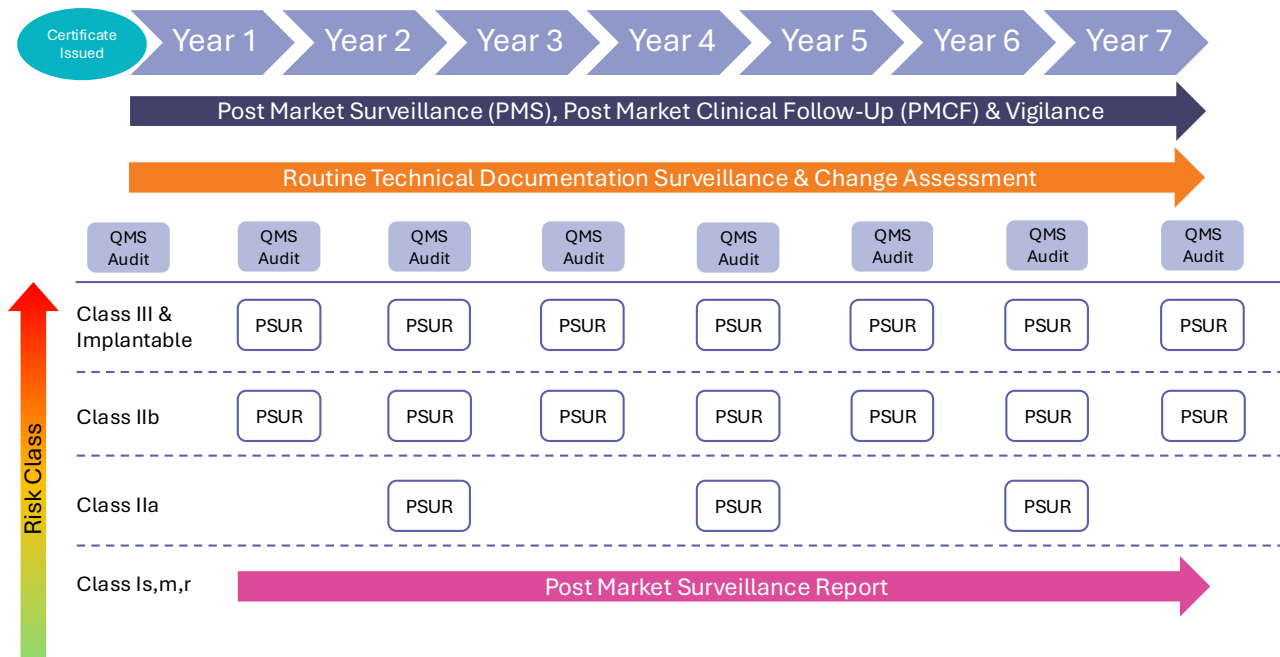 Certificate
Issued
Year 1
Year 2
Year 3
Year 4
Year 5
Year 6
Year 7
Post Market Surveillance (PMS), Post Market Clinical Follow-Up (PMCF) & Vigilance
Routine Technical Documentation Surveillance & Change Assessment
QMS
Audit
QMS
Audit
QMS
Audit
QMS
Audit
QMS
Audit
QMS
Audit
QMS
Audit
QMS
Audit
Risk Class
Class III &
Implantable
PSUR
PSUR
PSUR
PSUR
PSUR
PSUR
PSUR
Class IIb
PSUR
PSUR
PSUR
PSUR
PSUR
PSUR
PSUR
Class IIa
PSUR
PSUR
PSUR
Class Is,m,r
Post Market Surveillance Report